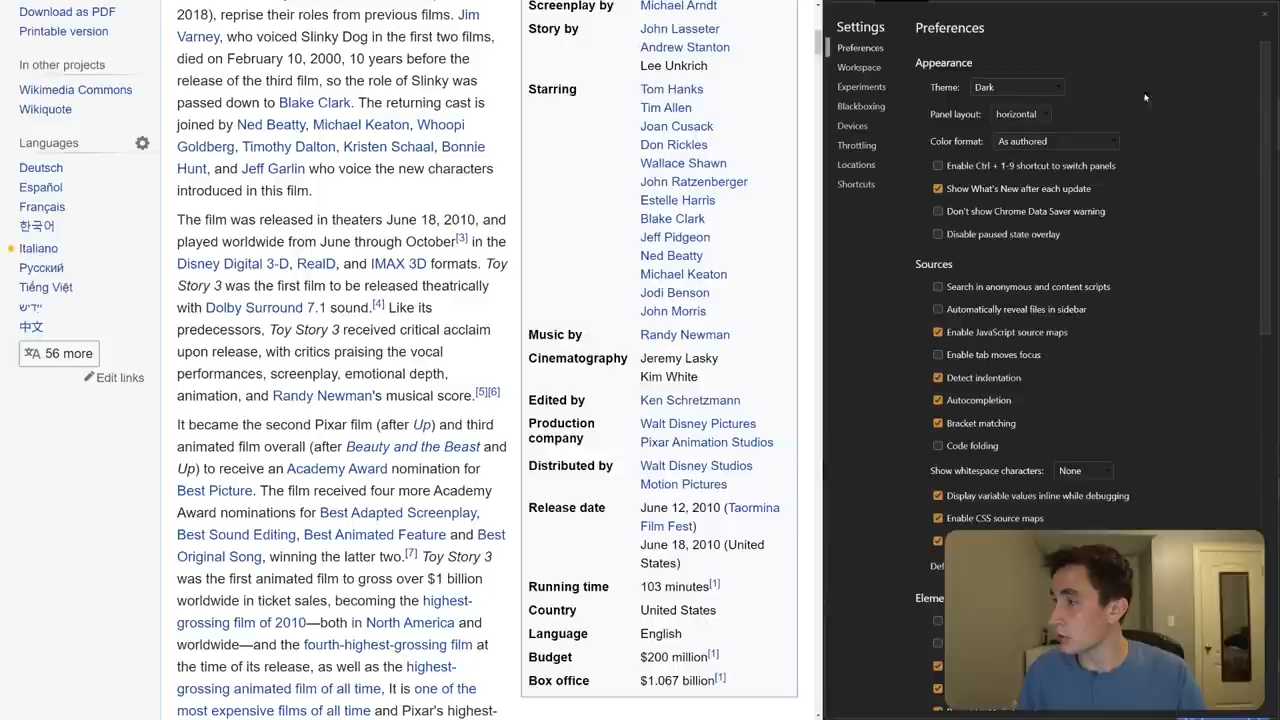 Download as PDF
Printable version
In other projects
Wikimedia Commons
Wikiquote
Languages
Deutsch
Español
Français
한국어
Italiano
Русский
Tiếng Việt
ייִדיש
中文
56 more
Edit links
2018), reprise their roles from previous films. Jim
Varney, who voiced Slinky Dog in the first two films,
died on February 10, 2000, 10 years before the
release of the third film, so the role of Slinky was
passed down to Blake Clark. The returning cast is
joined by Ned Beatty, Michael Keaton, Whoopi
Goldberg, Timothy Dalton, Kristen Schaal, Bonnie
Hunt, and Jeff Garlin who voice the new characters
introduced in this film.
The film was released in theaters June 18, 2010, and
played worldwide from June through October[3] in the
Disney Digital 3-D, RealD, and IMAX 3D formats. Toy
Story 3 was the first film to be released theatrically
with Dolby Surround 7.1 sound.[4] Like its
predecessors, Toy Story 3 received critical acclaim
upon release, with critics praising the vocal
performances, screenplay, emotional depth,
animation, and Randy Newman's musical score.[5][6]
It became the second Pixar film (after Up) and third
animated film overall (after Beauty and the Beast and
Up) to receive an Academy Award nomination for
Best Picture. The film received four more Academy
Award nominations for Best Adapted Screenplay,
Best Sound Editing, Best Animated Feature and Best
Original Song, winning the latter two.[7] Toy Story 3
was the first animated film to gross over $1 billion
worldwide in ticket sales, becoming the highest-
grossing film of 2010—both in North America and
worldwide—and the fourth-highest-grossing film at
the time of its release, as well as the highest-
grossing animated film of all time, It is one of the
most expensive films of all time and Pixar's highest-
Screenplay by Michael Arndt
Story by John Lasseter
Andrew Stanton
Lee Unkrich
Starring Tom Hanks
Tim Allen
Joan Cusack
Don Rickles
Wallace Shawn
John Ratzenberger
Estelle Harris
Blake Clark
Jeff Pidgeon
Ned Beatty
Michael Keaton
Jodi Benson
John Morris
Music by Randy Newman
Cinematography Jeremy Lasky
Kim White
Edited by Ken Schretzmann
Production Walt Disney Pictures
company Pixar Animation Studios
Distributed by Walt Disney Studios
Motion Pictures
Release date June 12, 2010 (Taormina
Film Fest)
June 18, 2010 (United
States)
Running time 103 minutes[1]
Country United States
Language English
Budget $200 million[1]
Box office $1.067 billion[1]
Settings
Preferences
Workspace
Experiments
Blackboxing
Devices
Throttling
Locations
Shortcuts
Preferences
Appearance
Theme: Dark
Panel layout: horizontal
Color format: As authored
Enable Ctrl + 1-9 shortcut to switch panels
Show What's New after each update
Don't show Chrome Data Saver warning
Disable paused state overlay
Sources
Search in anonymous and content scripts
Automatically reveal files in sidebar
Enable JavaScript source maps
Enable tab moves focus
Detect indentation
Autocompletion
Bracket matching
Code folding
Show whitespace characters: None
Display variable values inline while debugging
Enable CSS source maps